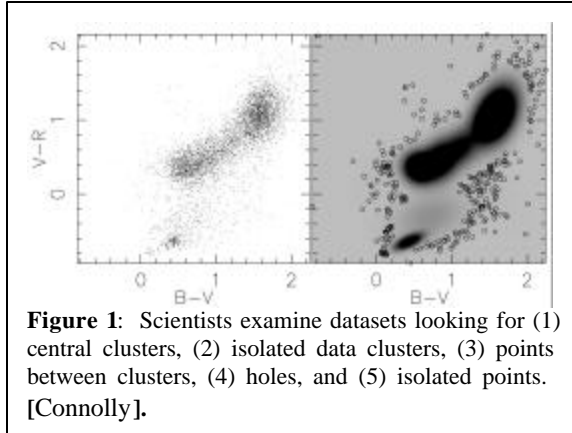 2
1
0
V-R
0
1
2
0
1
2
B-V
B-V
Figure 1: Scientists examine datasets looking for (1)
central clusters, (2) isolated data clusters, (3) points
between clusters, (4) holes, and (5) isolated points.
[Connolly].